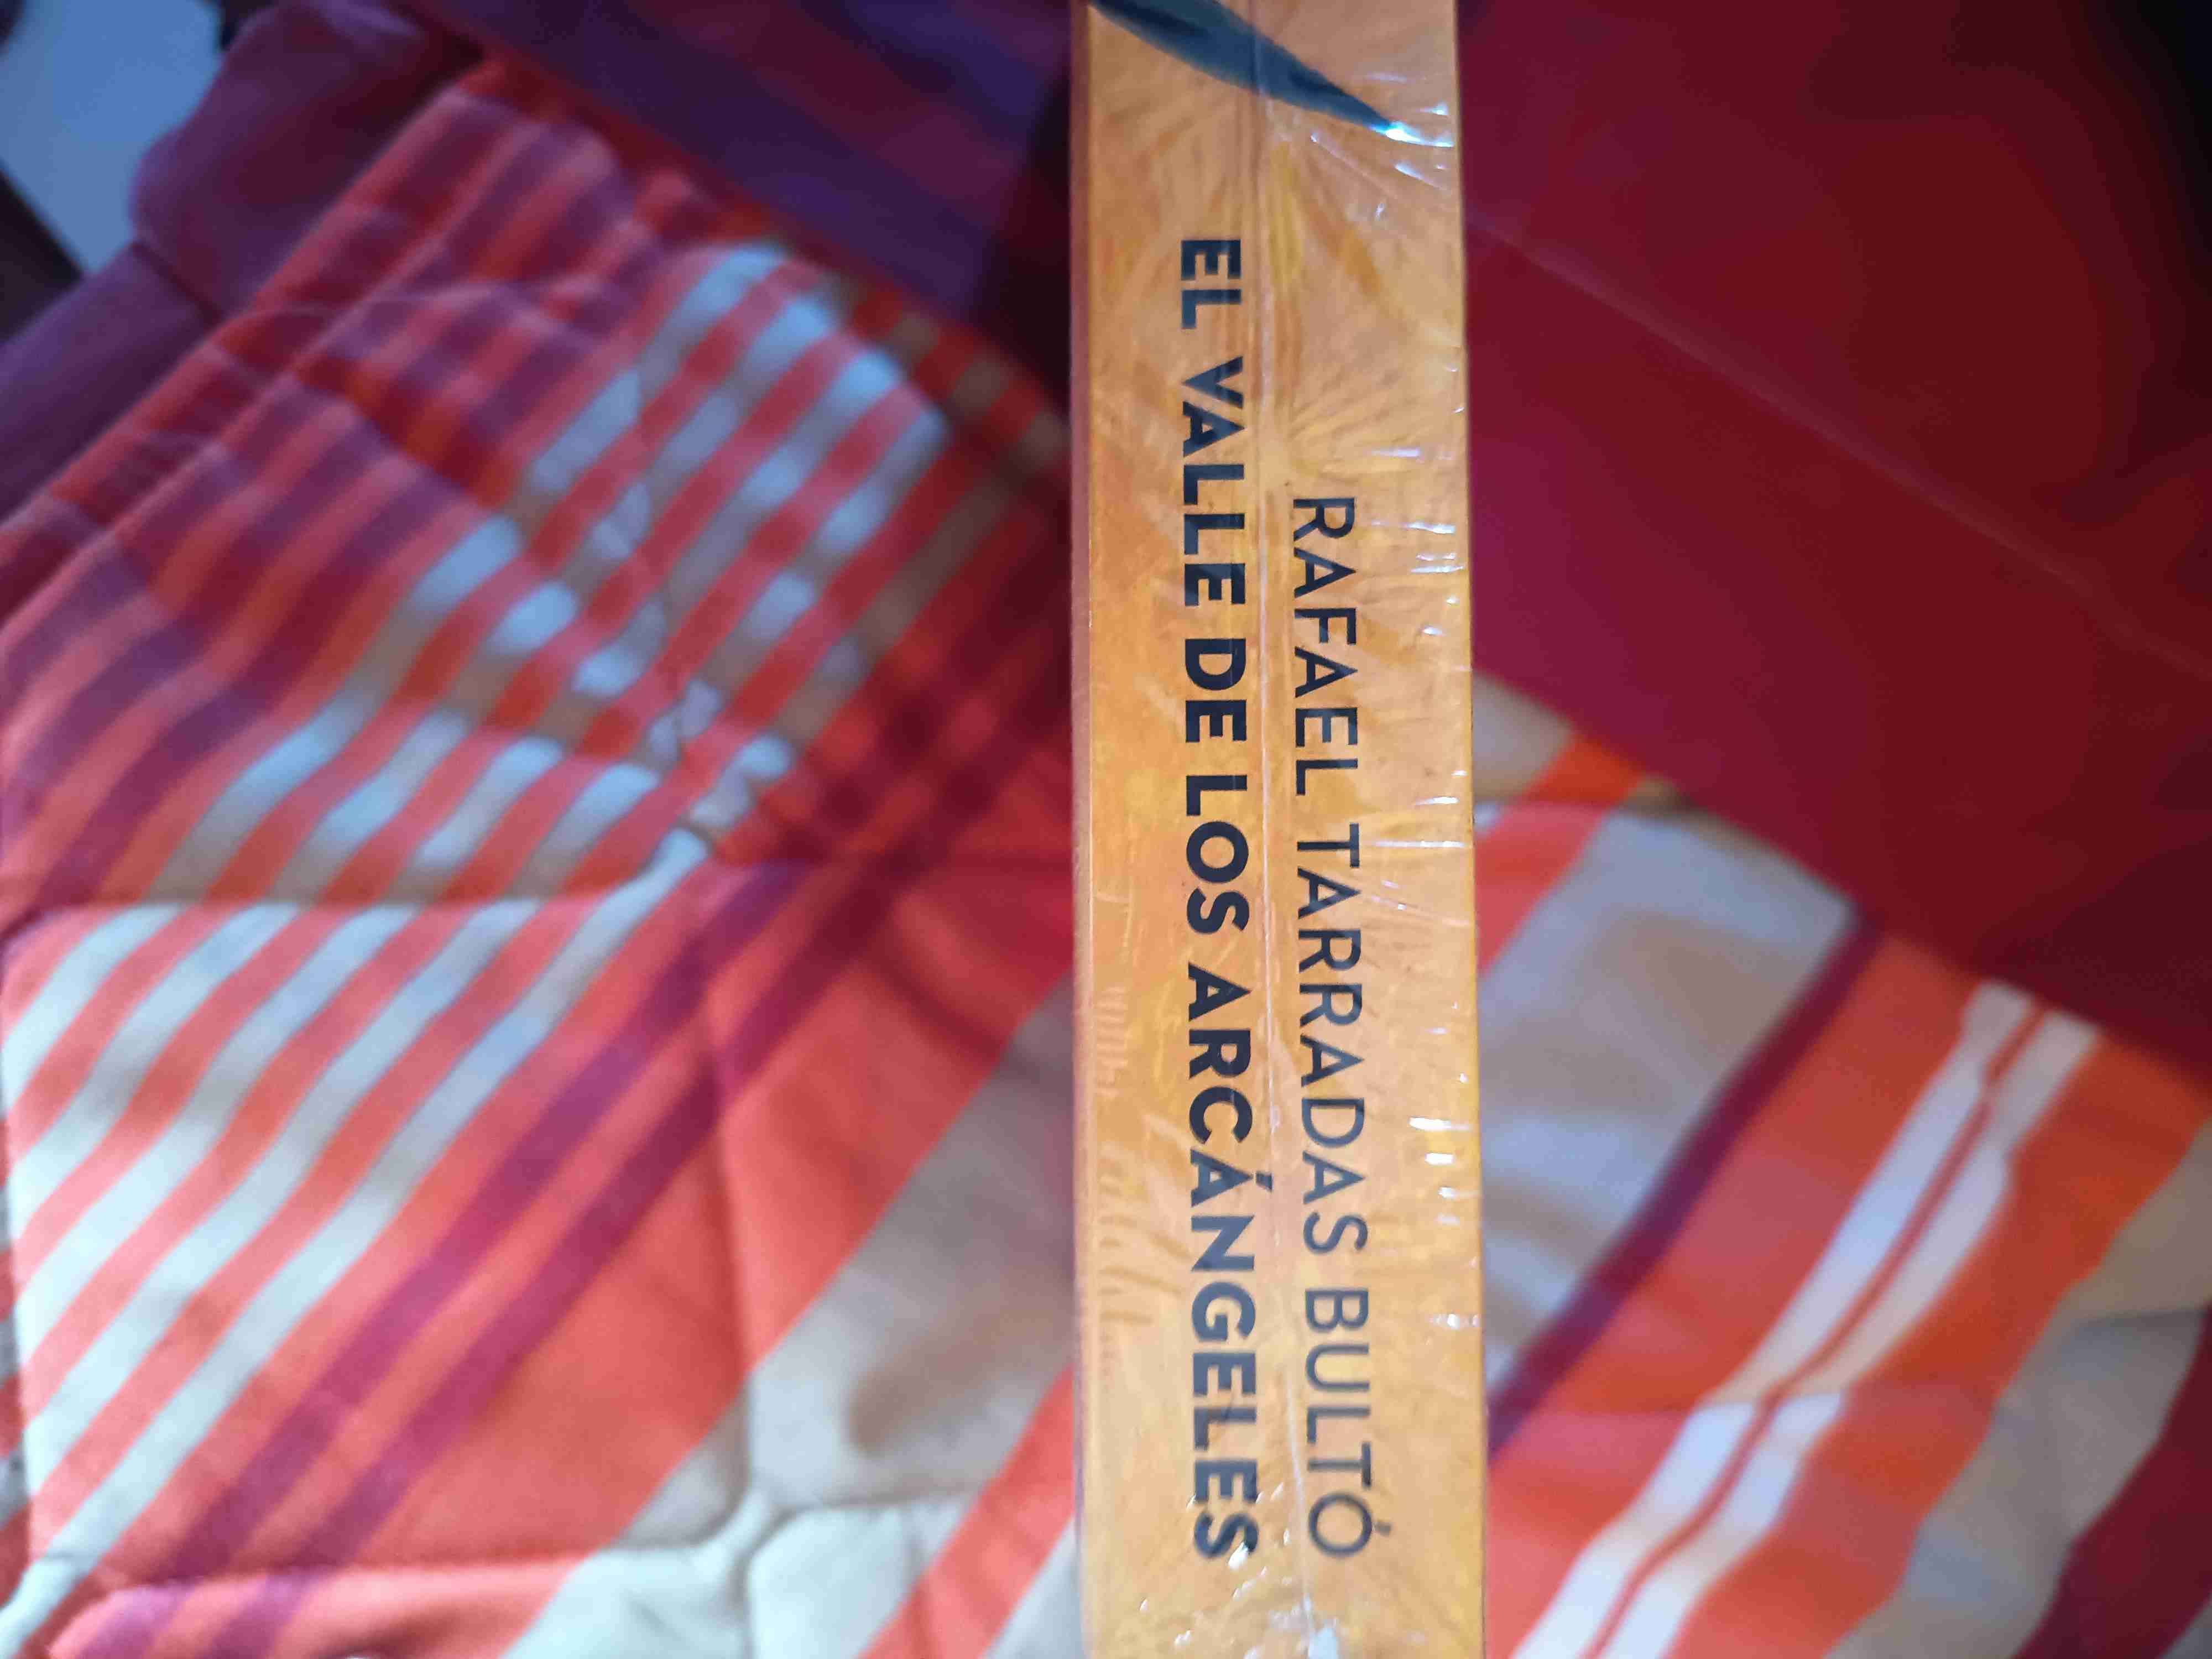 RAFAEL TARRADAS BULTÓ
EL VALLE DE LOS ARCÁNGELES